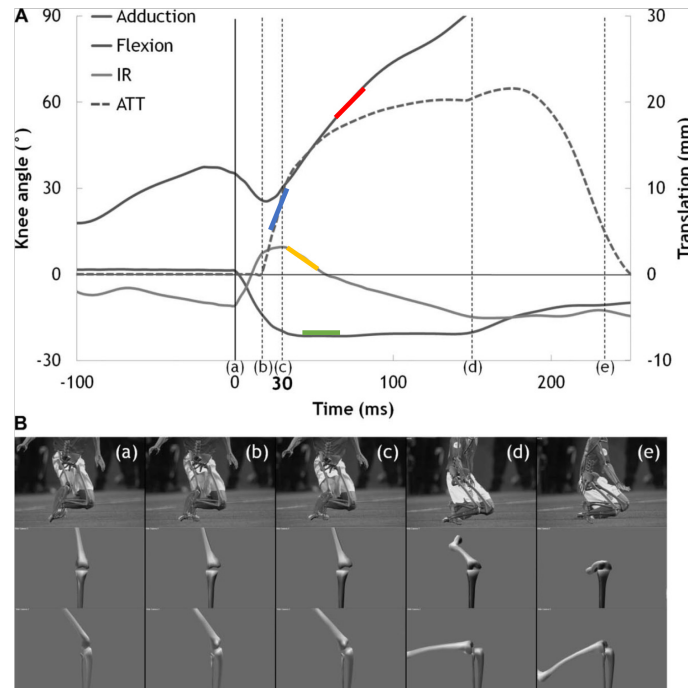 A
90
60
30
0
-30
Knee angle (°)
Adduction
Flexion
IR
ATT
30
20
10
0
-10
Translation (mm)
(a)
(b)
(c)
(d)
(e)
-100
0
30
100
200
Time (ms)
B
(a)
(b)
(c)
(d)
(e)